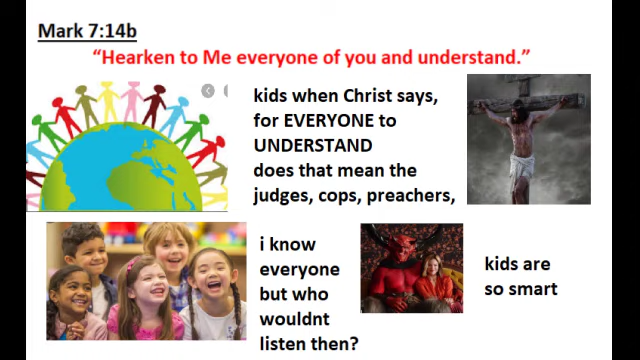 Mark 7:14b
“Hearken to Me everyone of you and understand.”
kids when Christ says,
for EVERYONE to
UNDERSTAND
does that mean the
judges, cops, preachers,
i know
everyone
but who
wouldnt
listen then?
kids are
so smart